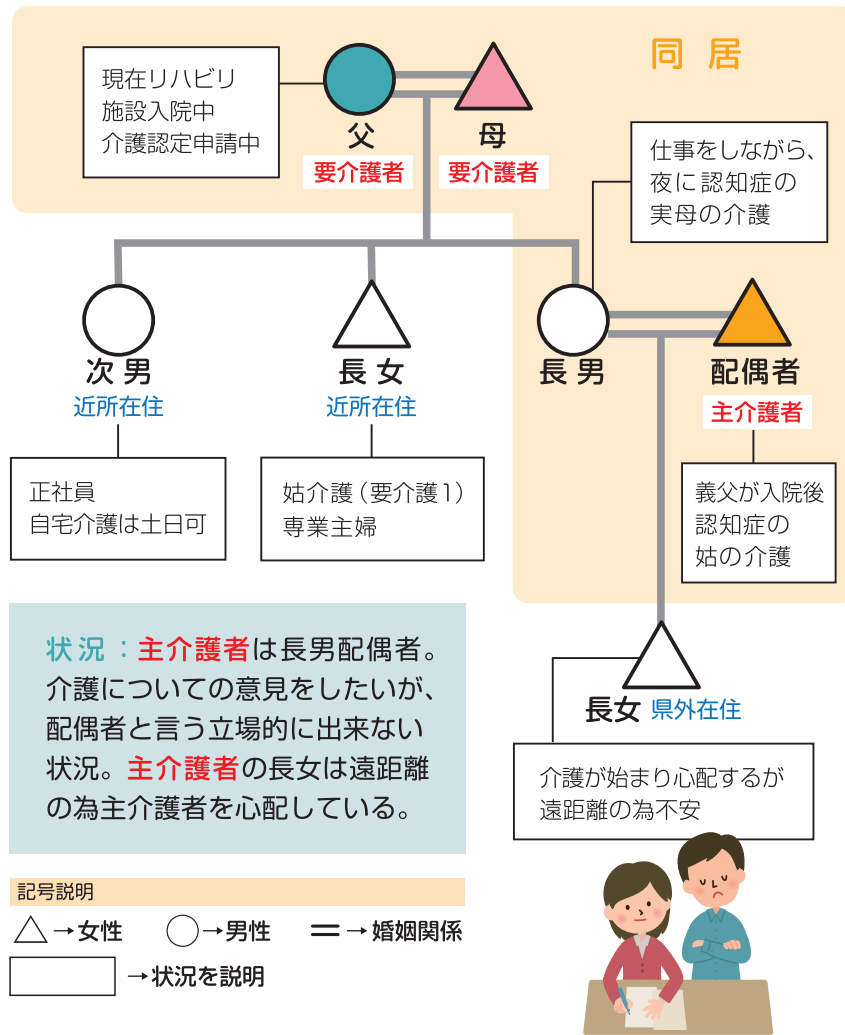 同居
現在リハビリ
施設入院中
介護認定申請中
父
要介護者
母
要介護者
仕事をしながら、
夜に認知症の
実母の介護
次男
近所在住
正社員
自宅介護は土日可
長女
近所在住
姑介護（要介護1）
専業主婦
長男
配偶者
主介護者
義父が入院後
認知症の
姑の介護
長女 県外在住
介護が始まり心配するが
遠距離の為不安
状況：主介護者は長男配偶者。
介護についての意見をしたいが、
配偶者と言う立場的に出来ない
状況。主介護者の長女は遠距離
の為主介護者を心配している。
記号説明
→女性 →男性 →婚姻関係
→状況を説明